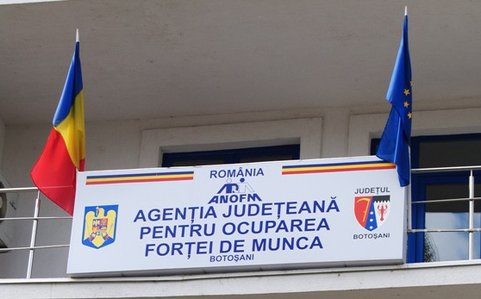 ROMÂNIA
ANOFM
AGENȚIA JUDEȚEANĂ
PENTRU OCUPAREA
FORȚEI DE MUNCA
BOTOȘANI
JUDEȚUL
BOTOȘANI